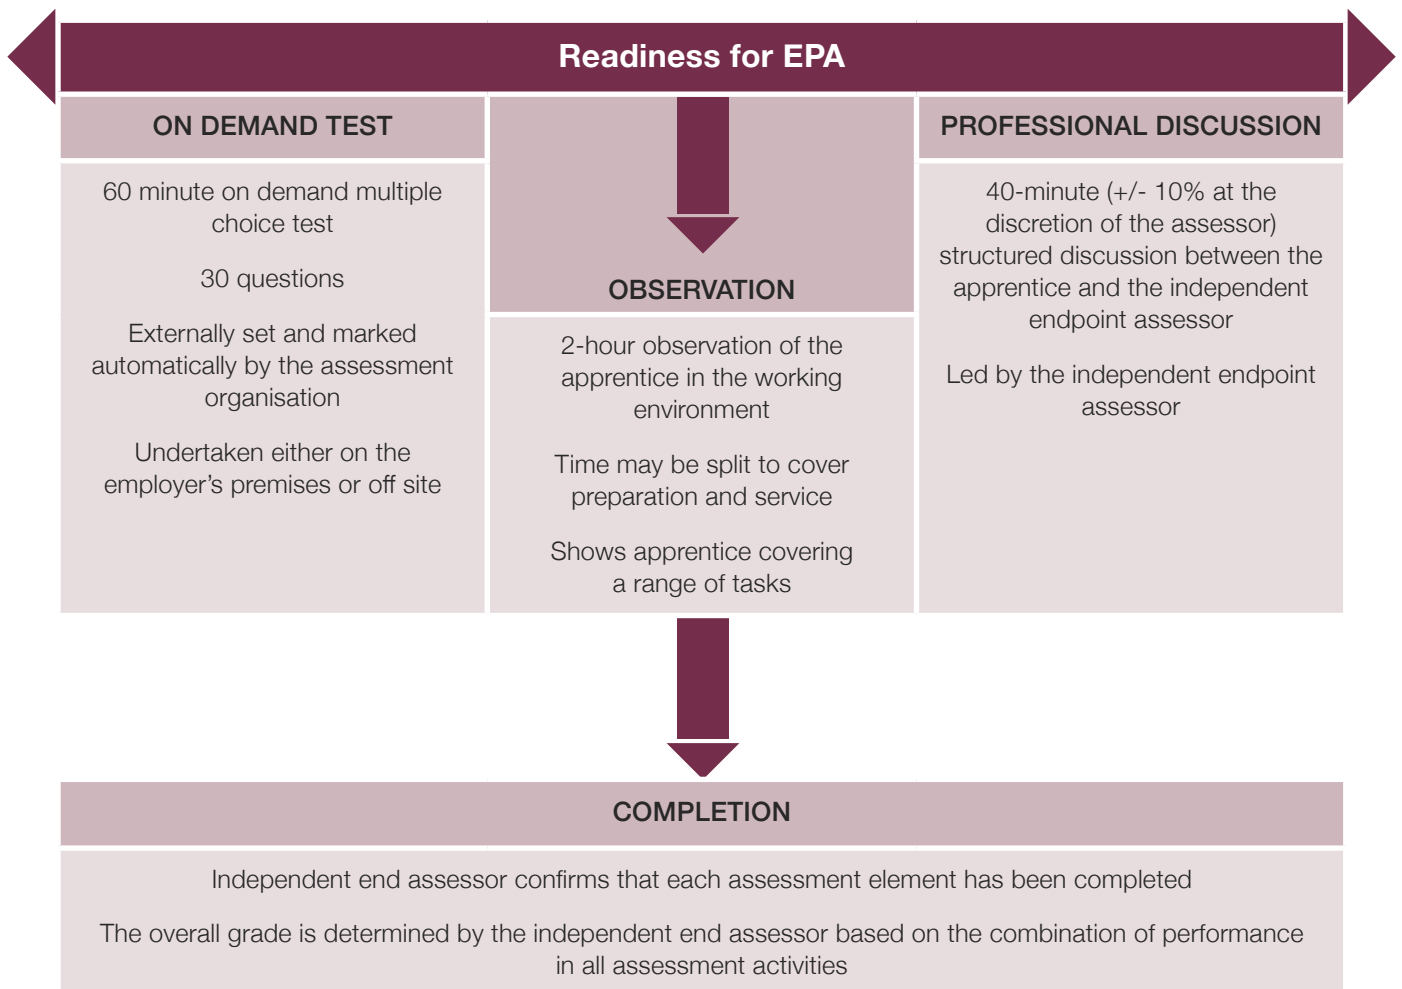 Readiness for EPA
ON DEMAND TEST
60 minute on demand multiple
choice test
30 questions
Externally set and marked
automatically by the assessment
organisation
Undertaken either on the
employer’s premises or off site
OBSERVATION
2-hour observation of the
apprentice in the working
environment
Time may be split to cover
preparation and service
Shows apprentice covering
a range of tasks
PROFESSIONAL DISCUSSION
40-minute (+/- 10% at the
discretion of the assessor)
structured discussion between the
apprentice and the independent
endpoint assessor
Led by the independent endpoint
assessor
COMPLETION
Independent end assessor confirms that each assessment element has been completed
The overall grade is determined by the independent end assessor based on the combination of performance
in all assessment activities